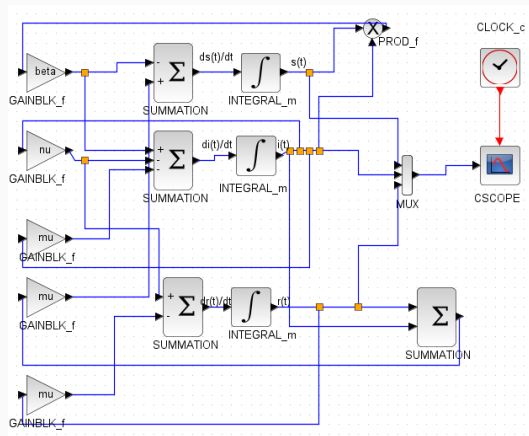 CLOCK_c
PROD_f
beta
GAINBLK_f
-
+
Σ
SUMMATION
ds(t)/dt
∫
INTEGRAL_m
s(t)
nu
GAINBLK_f
+
-
-
Σ
SUMMATION
di(t)/dt
∫
INTEGRAL_m
i(t)
MUX
CSCOPE
mu
GAINBLK_f
mu
GAINBLK_f
+
-
Σ
SUMMATION
dr(t)/dt
∫
INTEGRAL_m
r(t)
Σ
SUMMATION
mu
GAINBLK_f